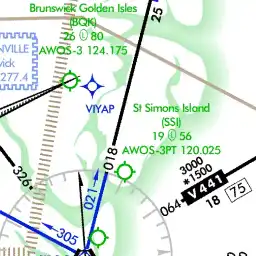 Brunswick Golden Isles
(BQK)
26 Ⓛ 80
AWOS-3 124.175
25
NVILLE
wick
277.4
VIYAP
St Simons Island
(SSI)
19 Ⓛ 56
AWOS-3PT 120.025
018
021
326
305
3000
*1500
064
V441
18 75